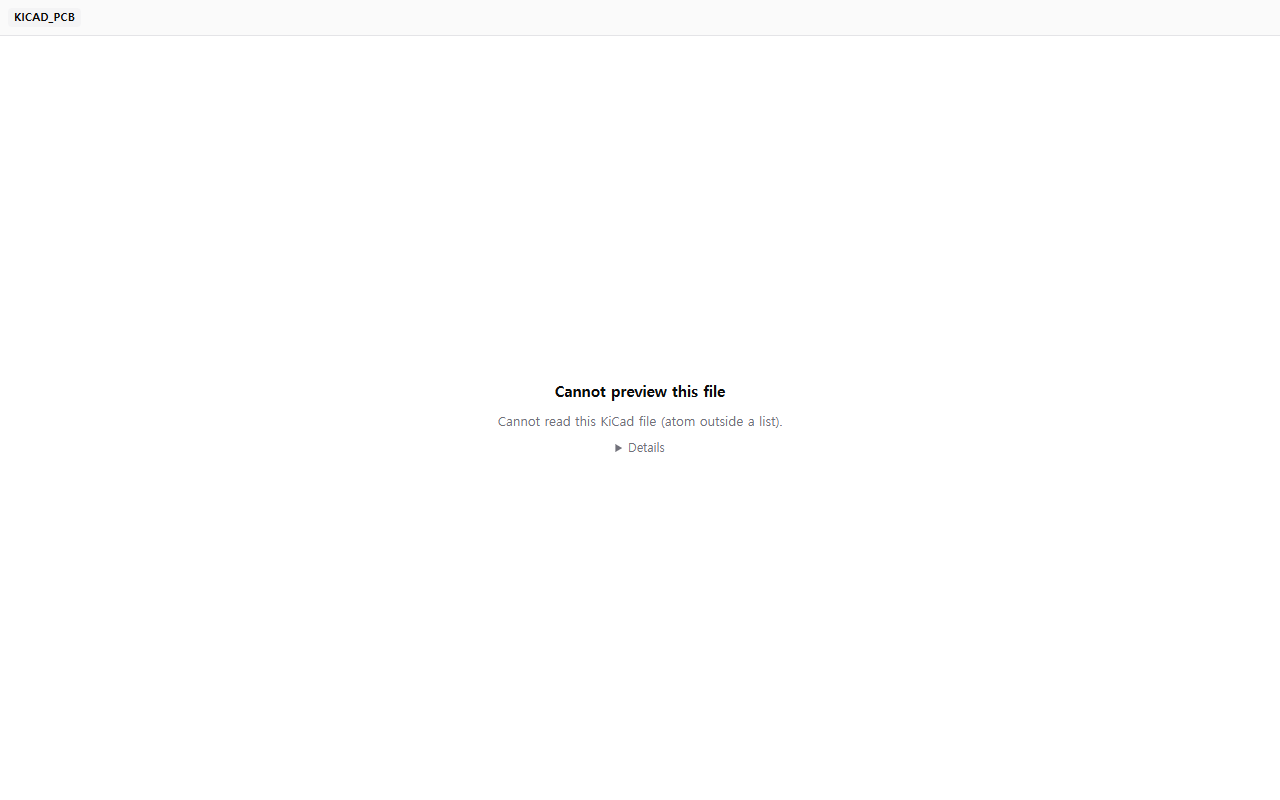 KICAD_PCB
Cannot preview this file
Cannot read this KiCad file (atom outside a list).
▶ Details